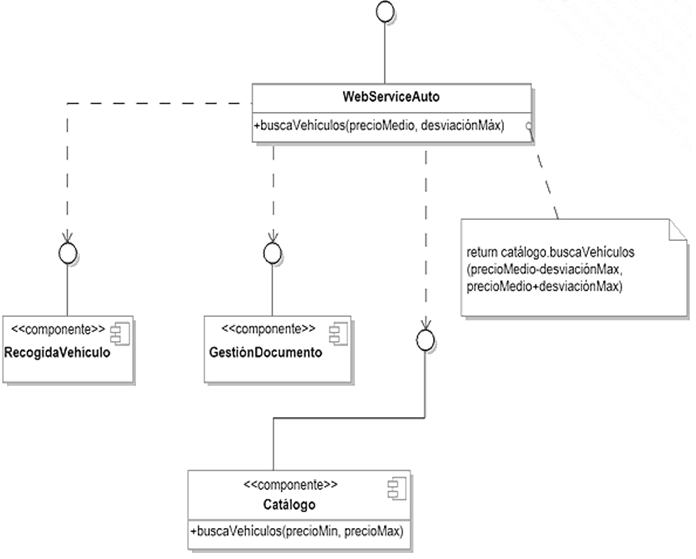 WebServiceAuto
+buscaVehículos(precioMedio, desviaciónMáx)
return catálogo.buscaVehículos
(precioMedio-desviaciónMax,
precioMedio+desviaciónMax)
<<componente>>
RecogidaVehículo
<<componente>>
GestiónDocumento
<<componente>>
Catálogo
+buscaVehículos(precioMin, precioMax)